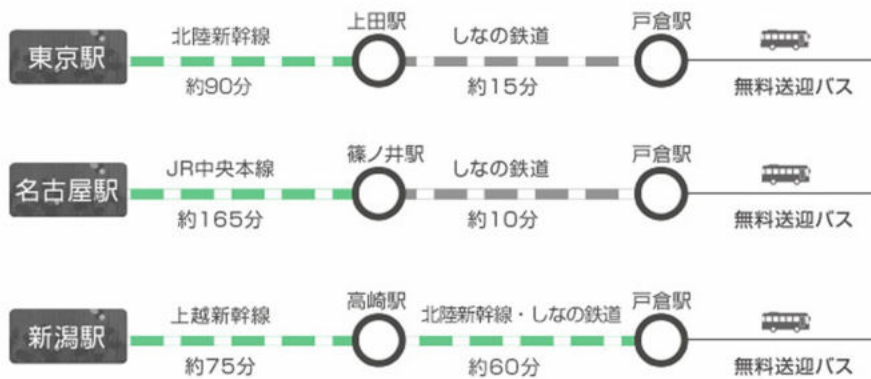 北陸新幹線 上田駅 しなの鉄道 戸倉駅
東京駅
約90分 約15分 無料送迎バス
JR中央本線 篠ノ井駅 しなの鉄道 戸倉駅
名古屋駅
約165分 約10分 無料送迎バス
上越新幹線 高崎駅 北陸新幹線・しなの鉄道 戸倉駅
新潟駅
約75分 約60分 無料送迎バス